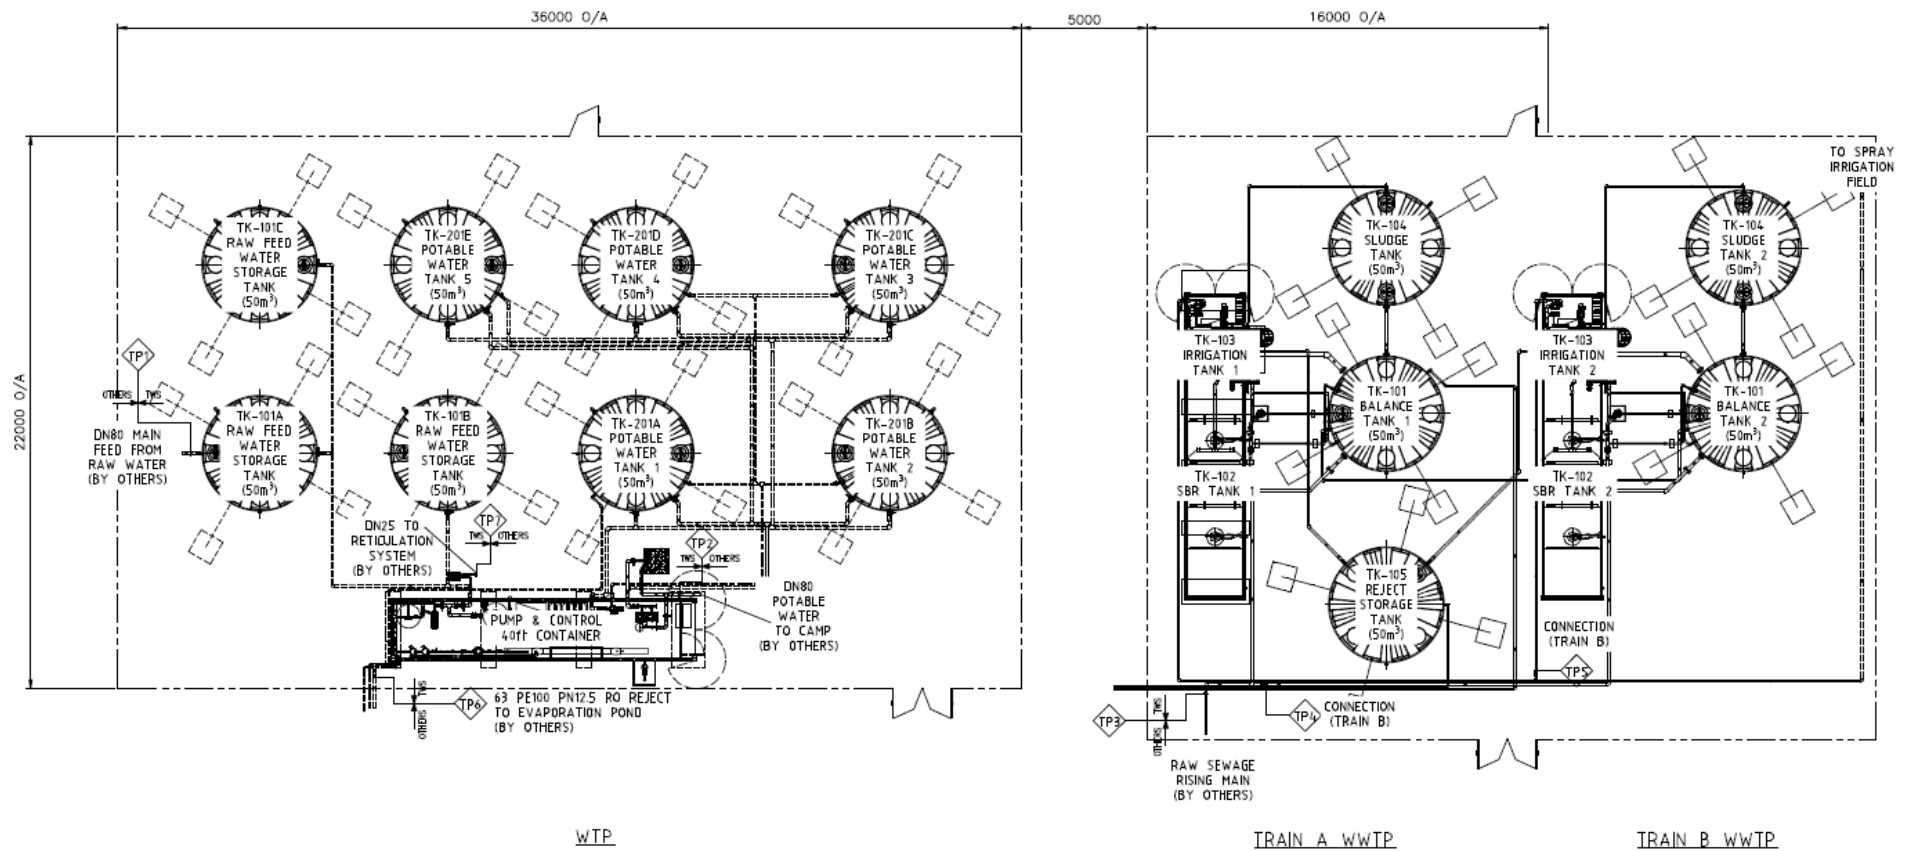 36000 O/A
5000
16000 O/A
22000 O/A
TO SPRAY
IRRIGATION
FIELD
TK-101C
RAW FEED
WATER
STORAGE
TANK
(50m³)
TK-201E
POTABLE
WATER
TANK 5
(50m³)
TK-201D
POTABLE
WATER
TANK 4
(50m³)
TK-201C
POTABLE
WATER
TANK 3
(50m³)
TK-104
SLUDGE
TANK 1
(50m³)
TK-104
SLUDGE
TANK 2
(50m³)
TP1
OTHERS
TWS
DN80 MAIN
FEED FROM
RAW WATER
(BY OTHERS)
TK-101A
RAW FEED
WATER
STORAGE
TANK
(50m³)
TK-101B
RAW FEED
WATER
STORAGE
TANK
(50m³)
TK-201A
POTABLE
WATER
TANK 1
(50m³)
TK-201B
POTABLE
WATER
TANK 2
(50m³)
TK-103
IRRIGATION
TANK 1
TK-101
BALANCE
TANK 1
(50m³)
TK-103
IRRIGATION
TANK 2
TK-101
BALANCE
TANK 2
(50m³)
TK-102
SBR TANK 1
TK-102
SBR TANK 2
DN25 TO
RETICULATION
SYSTEM
(BY OTHERS)
TP7
TWS
OTHERS
TP2
TWS
OTHERS
DN80
POTABLE
WATER
TO CAMP
(BY OTHERS)
PUMP & CONTROL
40ft CONTAINER
TK-105
REJECT
STORAGE
TANK
(50m³)
CONNECTION
(TRAIN B)
TP5
TWS
OTHERS
TP6
63 PE100 PN12.5 RO REJECT
TO EVAPORATION POND
(BY OTHERS)
TP3
TWS
OTHERS
TP4
CONNECTION
(TRAIN B)
RAW SEWAGE
RISING MAIN
(BY OTHERS)
WTP
TRAIN A WWTP
TRAIN B WWTP